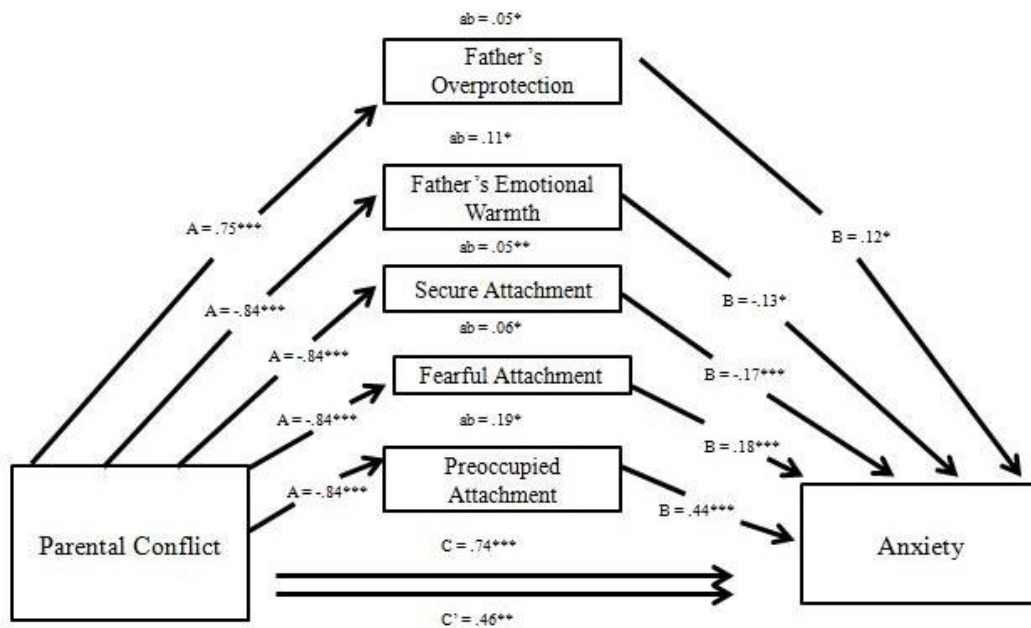 ab = .05*
Father’s
Overprotection
ab = .11*
Father’s Emotional
Warmth
A = .75***
B = .12*
ab = .05**
Secure Attachment
A = -.84***
B = -.13*
ab = .06*
A = -.84***
Fearful Attachment
B = -.17***
A = -.84***
ab = .19*
B = .18***
Preoccupied
Attachment
A = -.84***
B = .44***
Parental Conflict
C = .74***
Anxiety
C’ = .46**